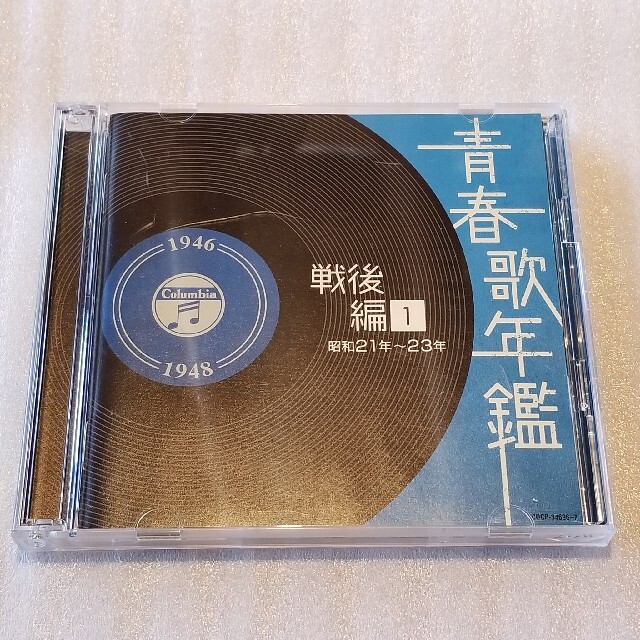 青春歌年鑑
戦後
編 1
昭和21年～23年
1946
Columbia
1948